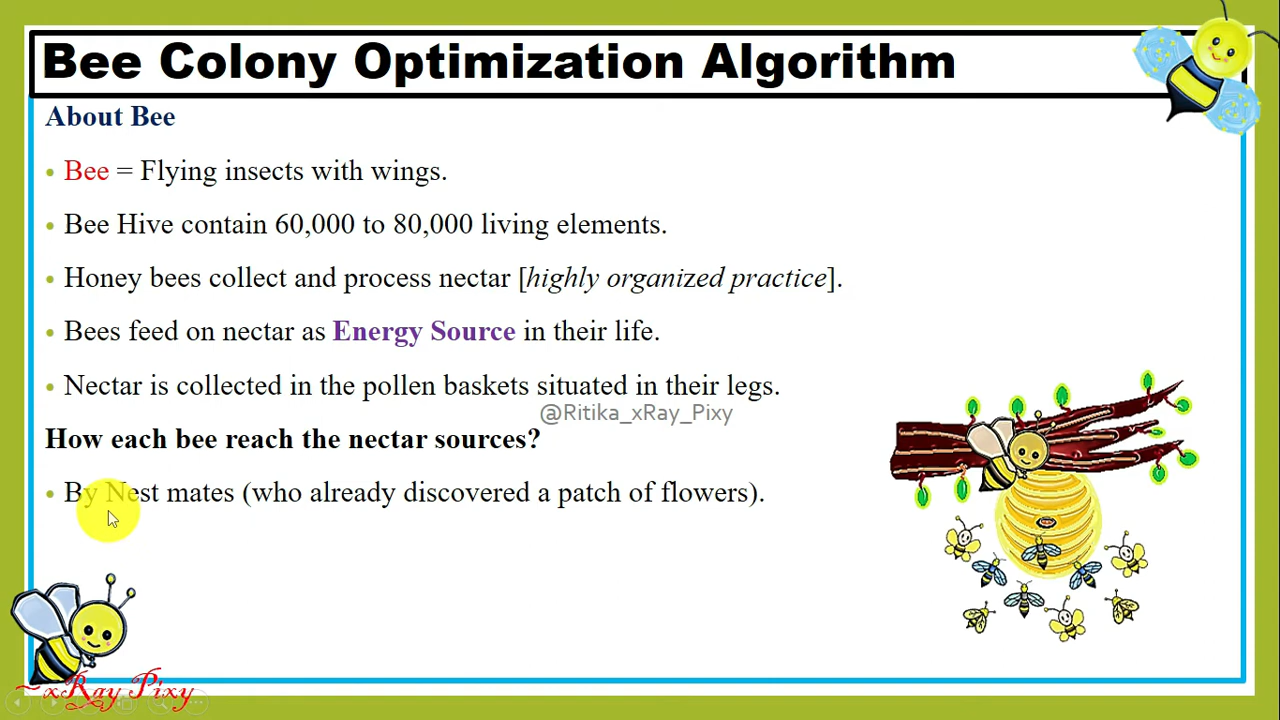 Bee Colony Optimization Algorithm
About Bee
• Bee = Flying insects with wings.
• Bee Hive contain 60,000 to 80,000 living elements.
• Honey bees collect and process nectar [highly organized practice].
• Bees feed on nectar as Energy Source in their life.
• Nectar is collected in the pollen baskets situated in their legs.
@Ritika_xRay_Pixy
How each bee reach the nectar sources?
• By Nest mates (who already discovered a patch of flowers).
~xRay Pixy